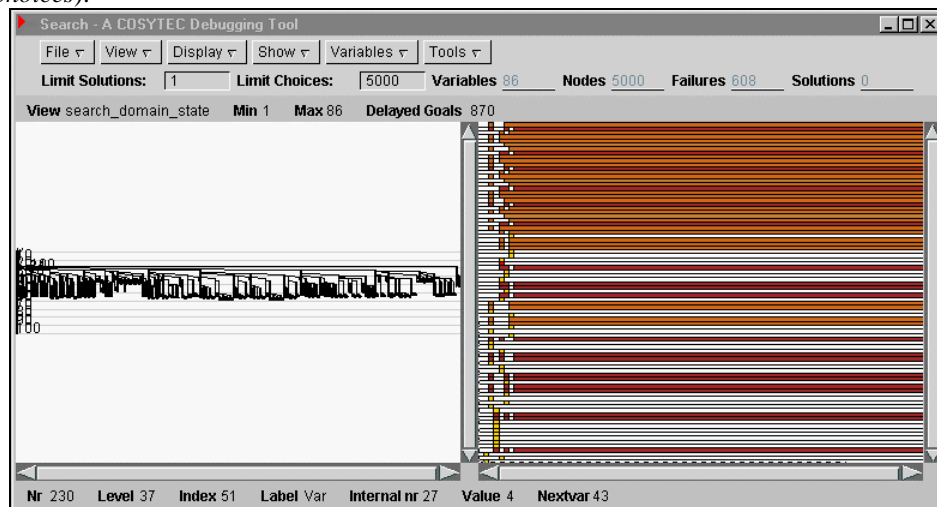 choices).
Search - A COSYTEC Debugging Tool
File View Display Show Variables Tools
Limit Solutions: 1 Limit Choices: 5000 Variables 86 Nodes 5000 Failures 608 Solutions 0
View search_domain_state Min 1 Max 86 Delayed Goals 870
100
Nr 230 Level 37 Index 51 Label Var Internal nr 27 Value 4 Nextvar 43